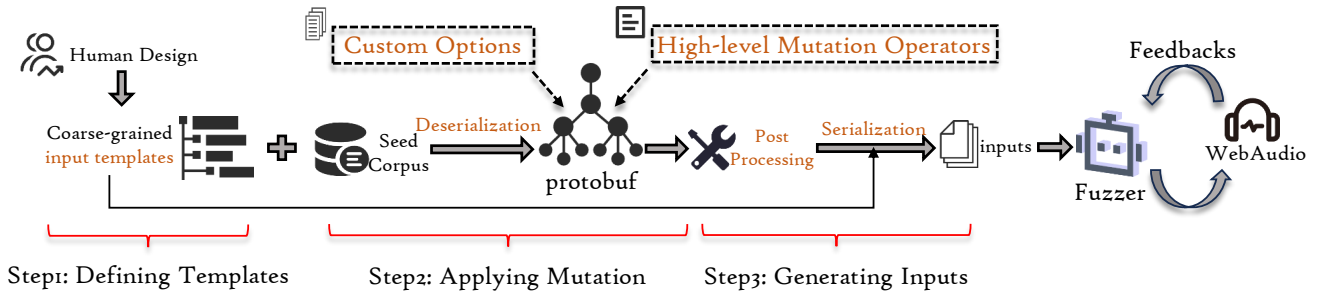 Human Design
Coarse-grained
input templates
Custom Options
High-level Mutation Operators
Seed
Corpus
Deserialization
protobuf
Post
Processing
Serialization
inputs
Fuzzer
Feedbacks
WebAudio
Step1: Defining Templates
Step2: Applying Mutation
Step3: Generating Inputs